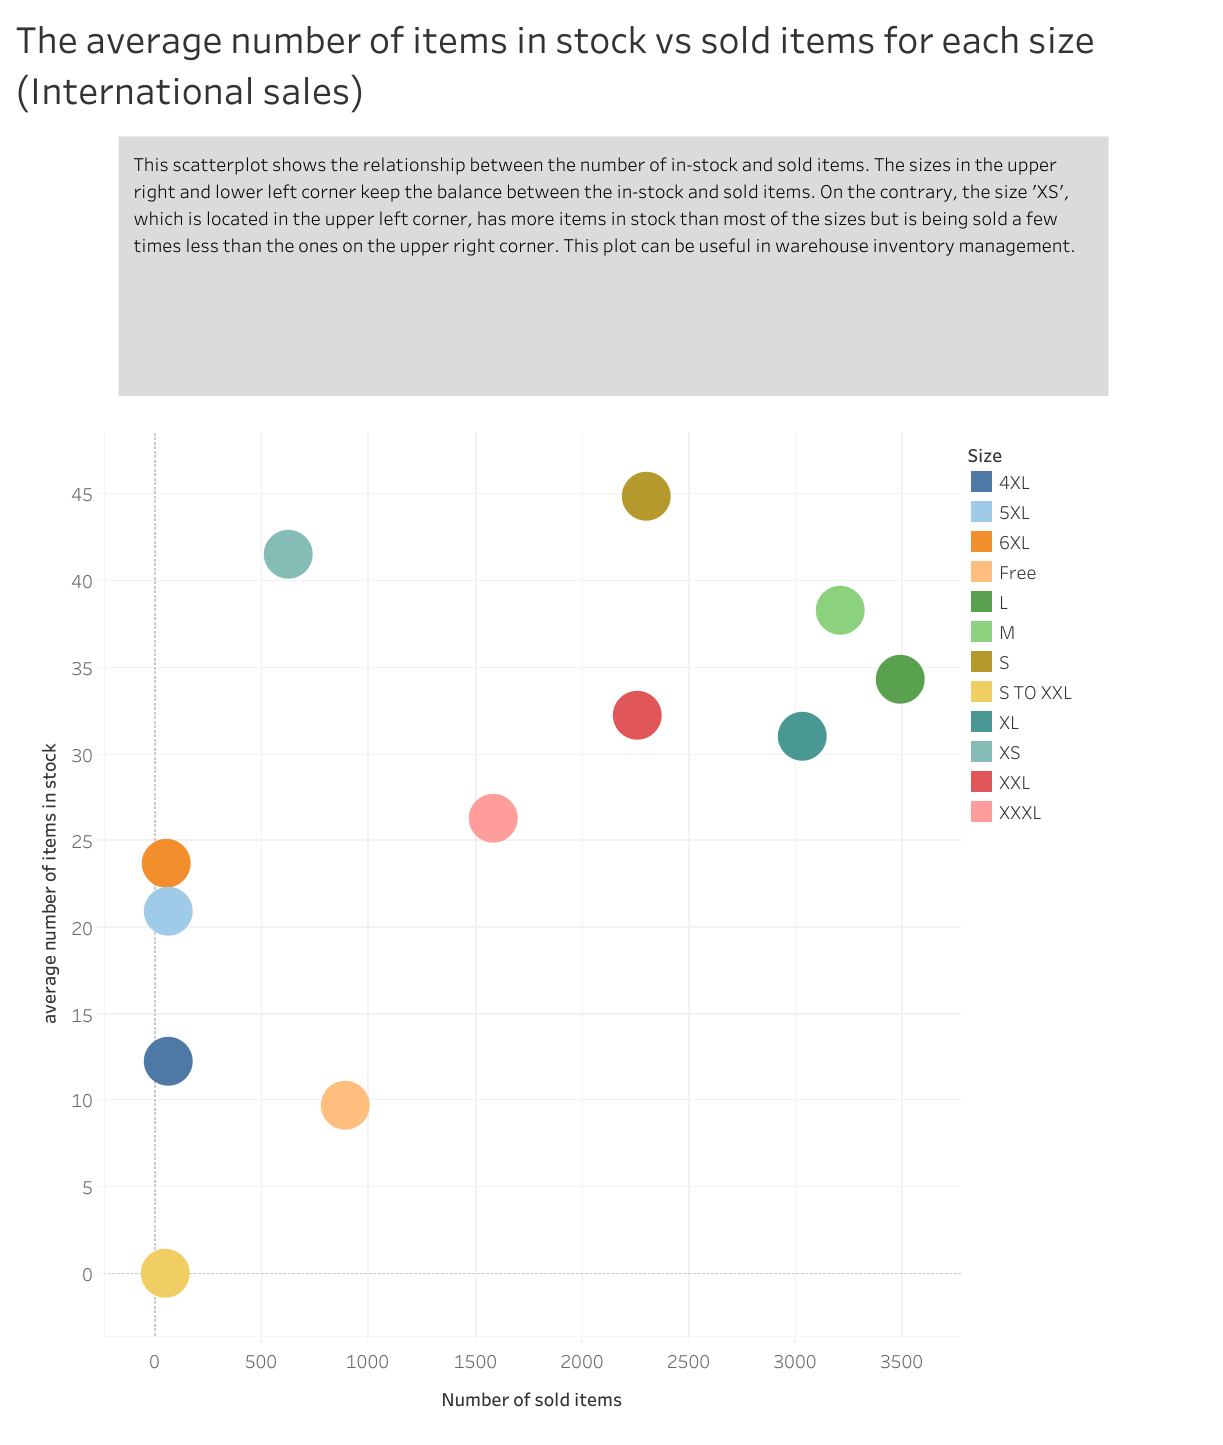 The average number of items in stock vs sold items for each size
(International sales)
This scatterplot shows the relationship between the number of in-stock and sold items. The sizes in the upper
right and lower left corner keep the balance between the in-stock and sold items. On the contrary, the size ‘XS’,
which is located in the upper left corner, has more items in stock than most of the sizes but is being sold a few
times less than the ones on the upper right corner. This plot can be useful in warehouse inventory management.
Size
4XL
5XL
6XL
Free
L
M
S
S TO XXL
XL
XS
XXL
XXXL
average number of items in stock
45
40
35
30
25
20
15
10
5
0
0 500 1000 1500 2000 2500 3000 3500
Number of sold items